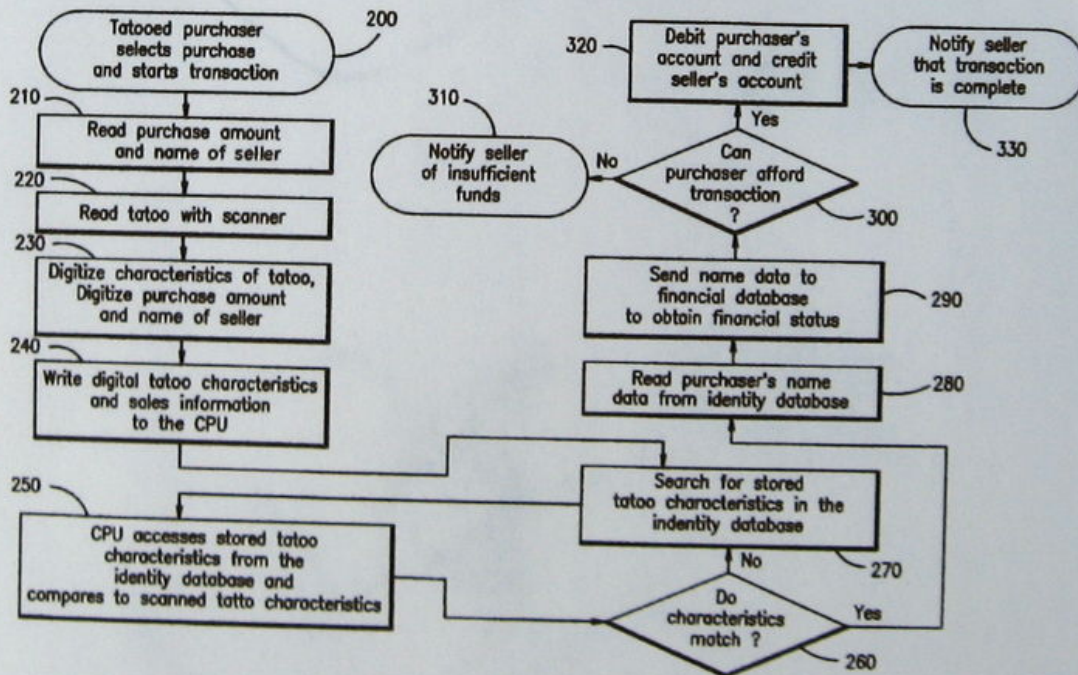 Tatooed purchaser
selects purchase
and starts transaction
200
210
Read purchase amount
and name of seller
220
Read tatoo with scanner
230
Digitize characteristics of tatoo,
Digitize purchase amount
and name of seller
240
Write digital tatoo characteristics
and sales information
to the CPU
250
CPU accesses stored tatoo
characteristics from the
identity database and
compares to scanned tatto characteristics
Search for stored
tatoo characteristics in the
indentity database
270
No
Do
characteristics
match ?
Yes
260
Read purchaser's name
data from identity database
280
Send name data to
financial database
to obtain financial status
290
Can
purchaser afford
transaction
?
300
No
310
Notify seller
of insufficient
funds
Yes
320
Debit purchaser's
account and credit
seller's account
Notify seller
that transaction
is complete
330